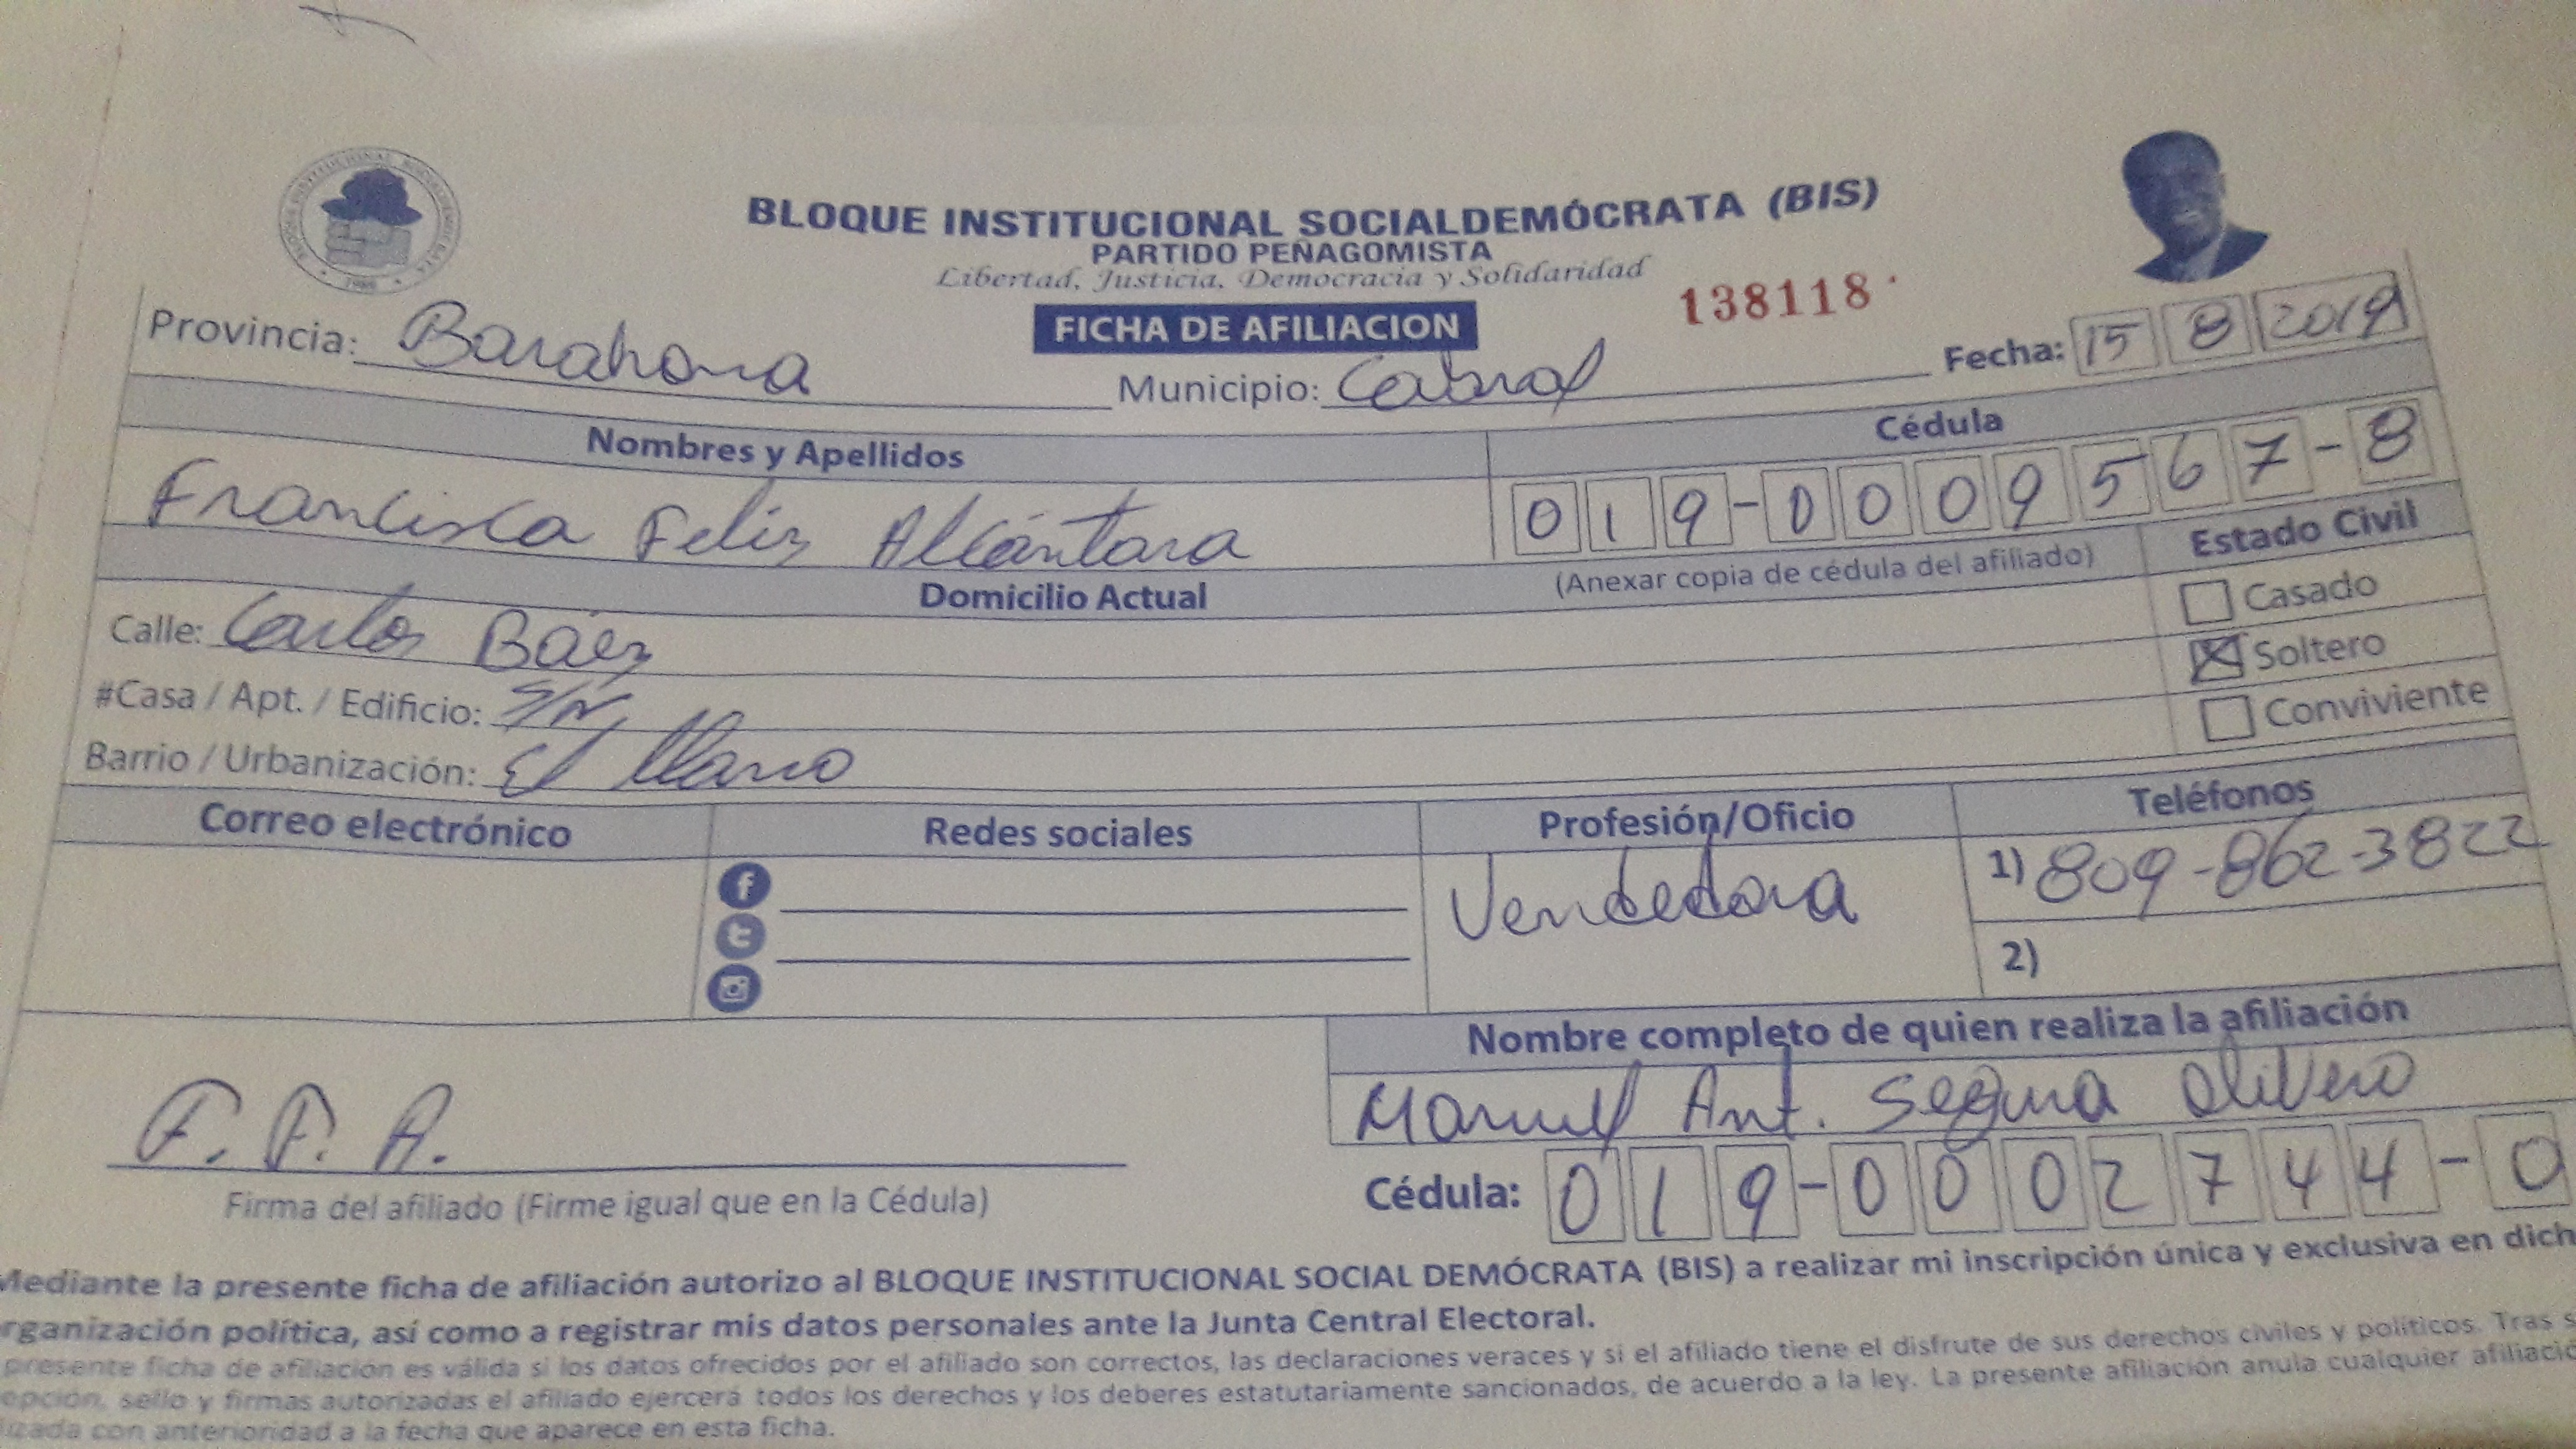 BLOQUE INSTITUCIONAL SOCIALDEMÓCRATA (BIS)
PARTIDO PEÑAGOMISTA
Libertad, Justicia, Democracia y Solidaridad
138118
FICHA DE AFILIACION
Provincia: Barahona
Municipio: Cabral
Fecha: 15 8 2019
Nombres y Apellidos
Cédula
Francisca Feliz Alcántara
019-0009567-8
(Anexar copia de cédula del afiliado)
Estado Civil
Domicilio Actual
Casado
Calle: Carlos Báez
Soltero
#Casa / Apt. / Edificio: S/N,
Conviviente
Barrio / Urbanización: El Llano
Correo electrónico
Redes sociales
Profesión/Oficio
Teléfonos
Vendedora
1) 809-862-3822
2)
Nombre completo de quien realiza la afiliación
Manuel Ant. Segura Olivero
F. F. A.
Firma del afiliado (Firme igual que en la Cédula)
Cédula: 019-0002744-0
Mediante la presente ficha de afiliación autorizo al BLOQUE INSTITUCIONAL SOCIAL DEMÓCRATA (BIS) a realizar mi inscripción única y exclusiva en dich
rganización política, así como a registrar mis datos personales ante la Junta Central Electoral.
presente ficha de afiliación es válida si los datos ofrecidos por el afiliado son correctos, las declaraciones veraces y si el afiliado tiene el disfrute de sus derechos civiles y políticos. Tras s
epción, sello y firmas autorizadas el afiliado ejercerá todos los derechos y los deberes estatutariamente sancionados, de acuerdo a la ley. La presente afiliación anula cualquier afiliació
lizada con anterioridad a la fecha que aparece en esta ficha.